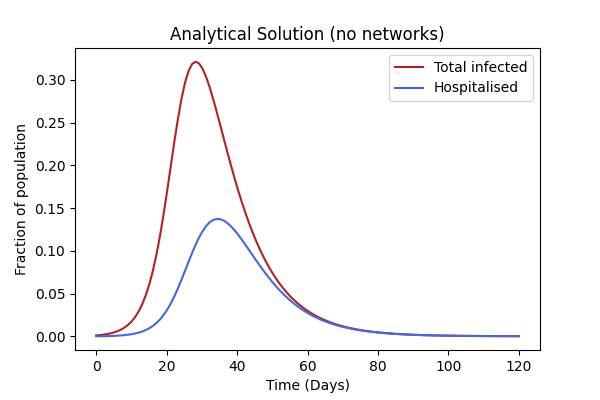 Analytical Solution (no networks)
Total infected
Hospitalised
Fraction of population
0.30
0.25
0.20
0.15
0.10
0.05
0.00
0 20 40 60 80 100 120
Time (Days)